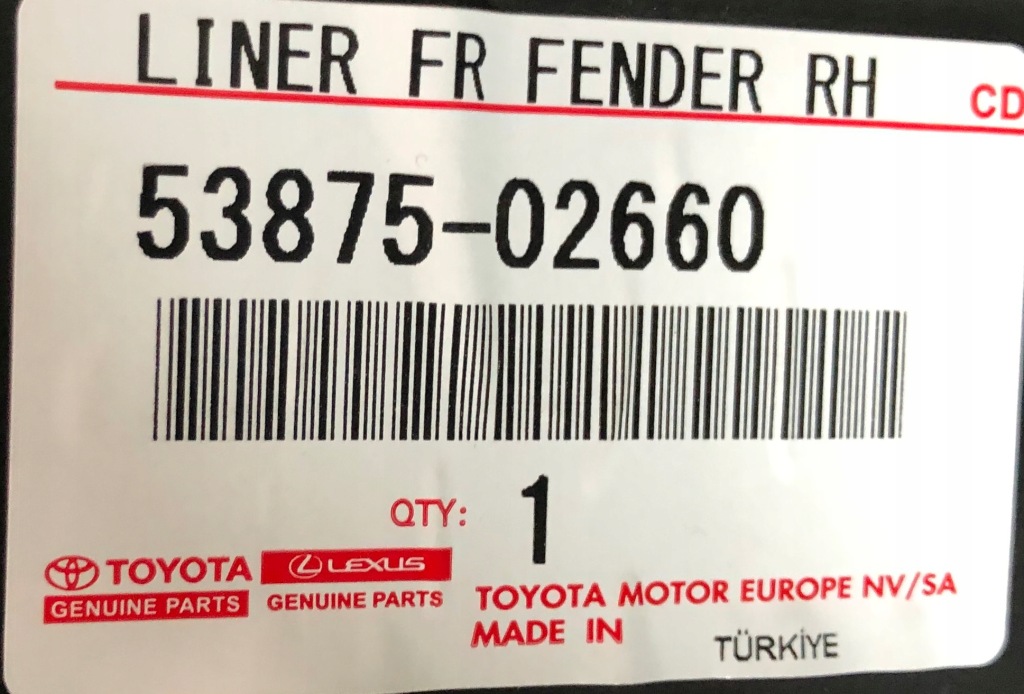 LINER FR FENDER RH CD
53875-02660
QTY: 1
TOYOTA LEXUS
GENUINE PARTS GENUINE PARTS
TOYOTA MOTOR EUROPE NV/SA
MADE IN TÜRKİYE